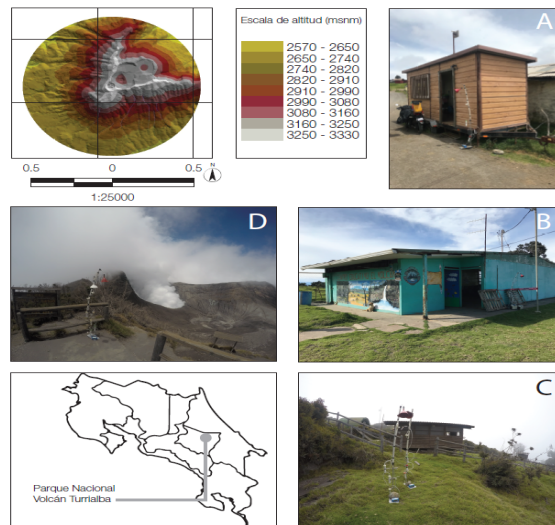 Escala de altitud (msnm)
2570 - 2650
2650 - 2740
2740 - 2820
2820 - 2910
2910 - 2990
2990 - 3080
3080 - 3160
3160 - 3250
3250 - 3330
A
0.5 0 0.5
N
1:25000
D
B
Parque Nacional
Volcán Turrialba
C